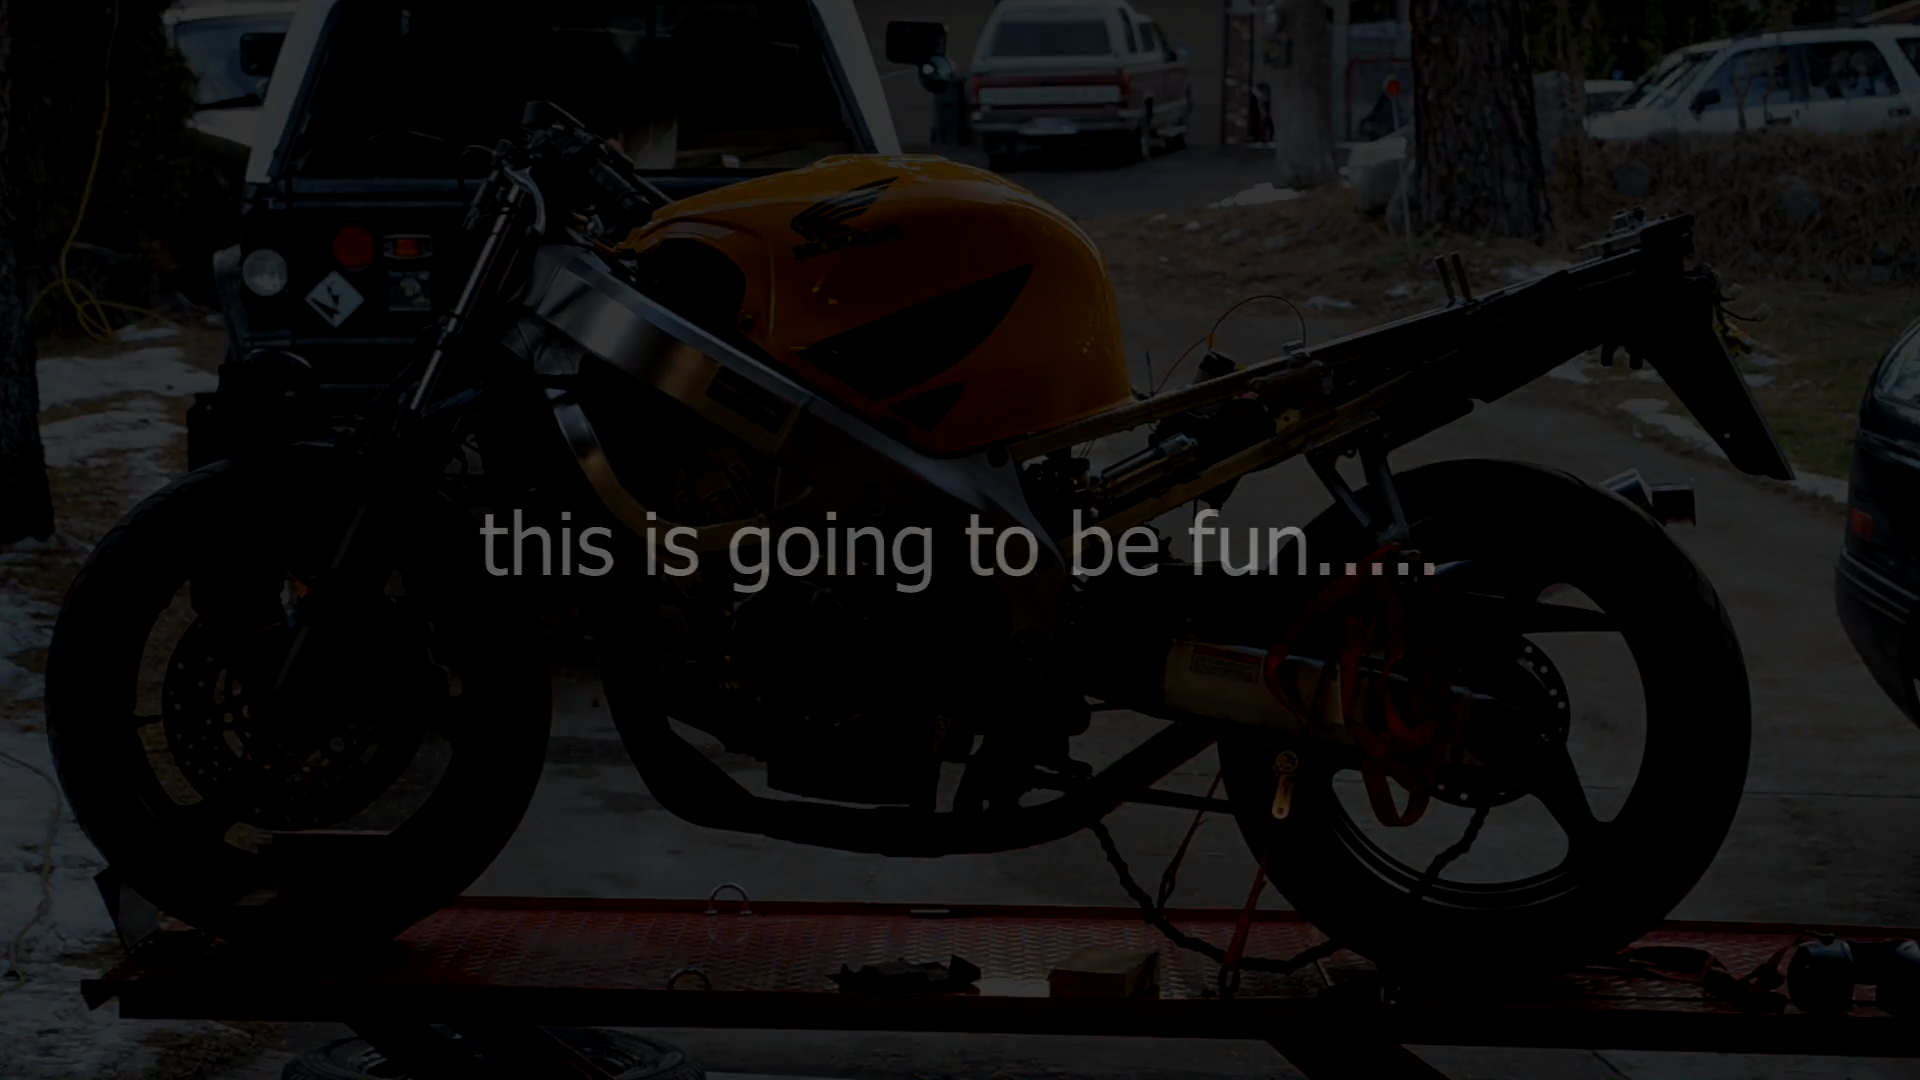 this is going to be fun.....